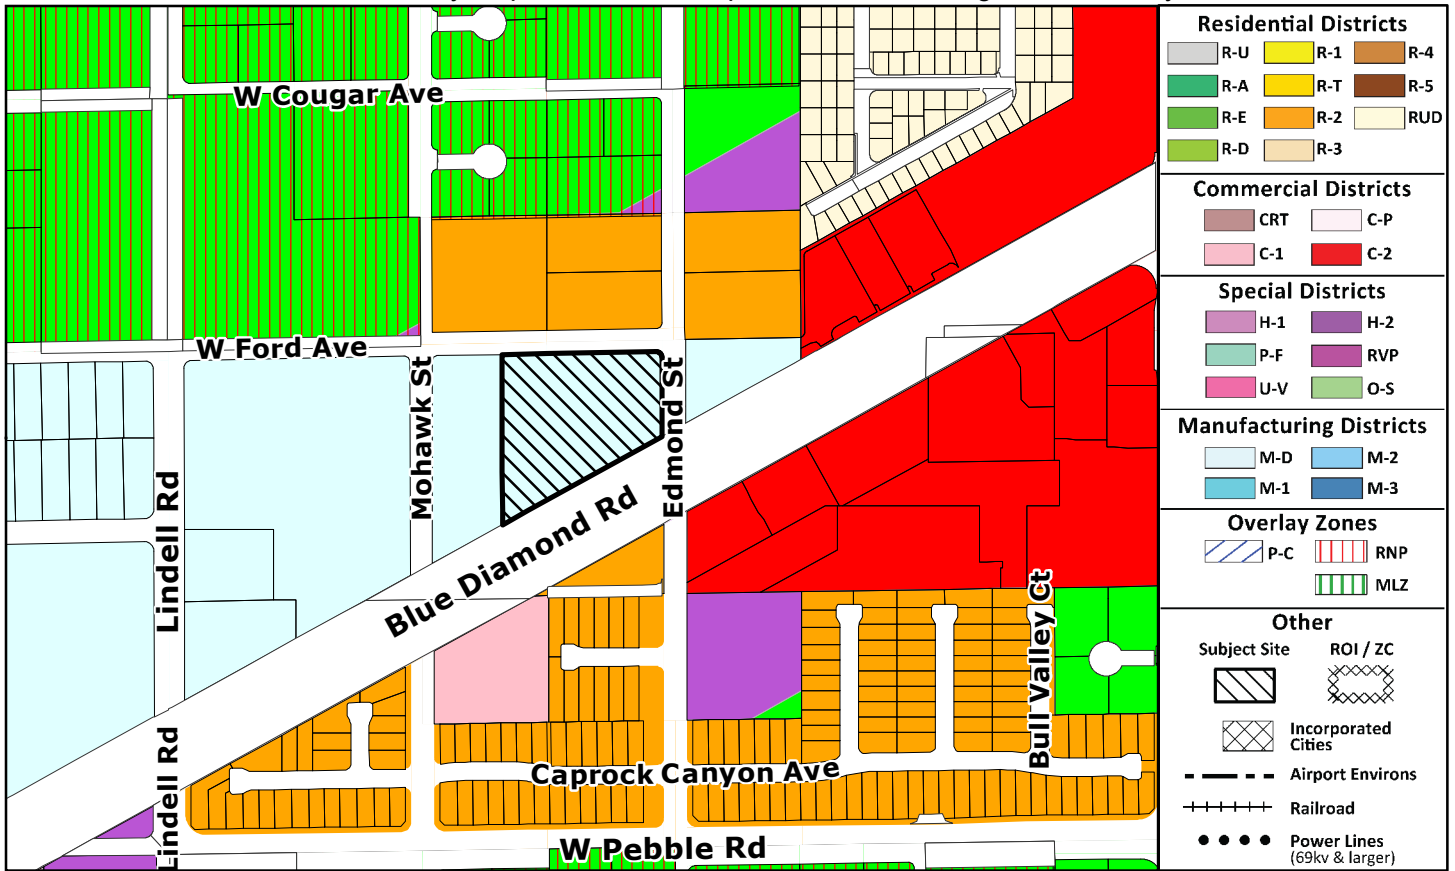 W Cougar Ave
W Ford Ave
Mohawk St
Edmond St
Lindell Rd
Blue Diamond Rd
Bull Valley Ct
Lindell Rd
Caprock Canyon Ave
W Pebble Rd
Residential Districts
R-U R-1 R-4
R-A R-T R-5
R-E R-2 RUD
R-D R-3
Commercial Districts
CRT C-P
C-1 C-2
Special Districts
H-1 H-2
P-F RVP
U-V O-S
Manufacturing Districts
M-D M-2
M-1 M-3
Overlay Zones
P-C RNP
MLZ
Other
Subject Site ROI / ZC
Incorporated
Cities
Airport Environs
Railroad
Power Lines
(69kv & larger)